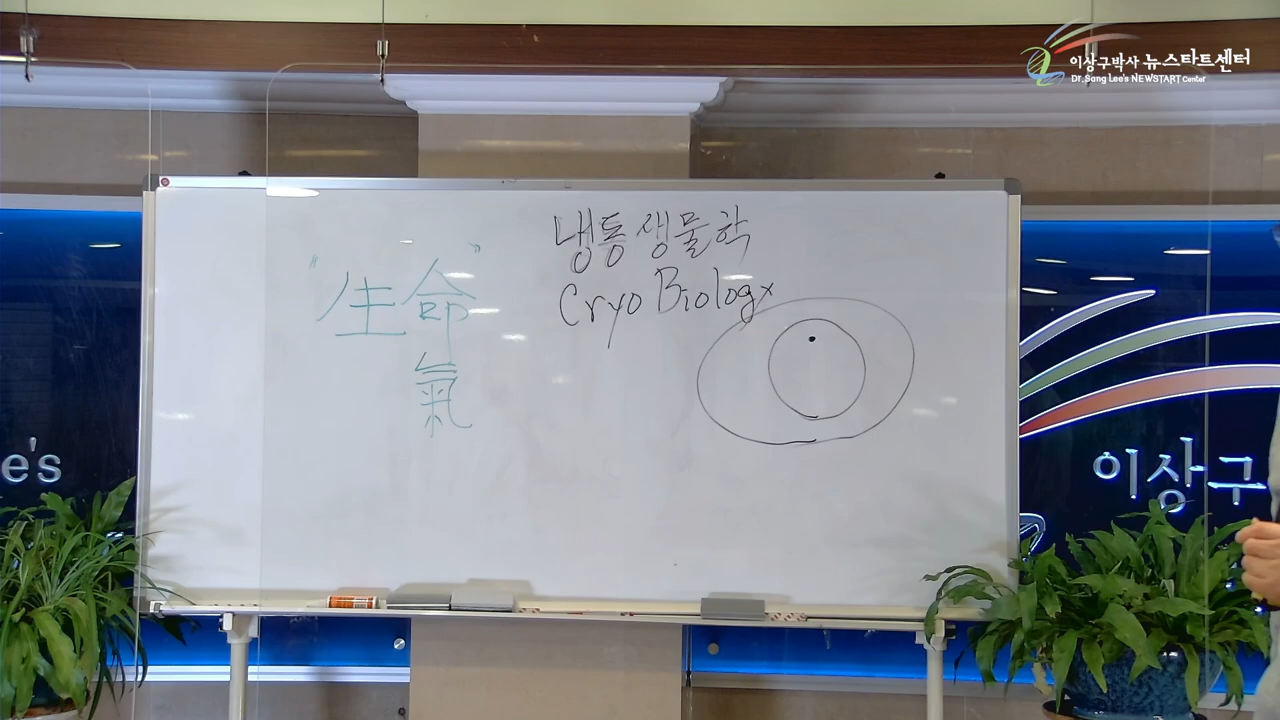 이상구박사 뉴스타트센터
Dr. Sang Lee's NEWSTART Center
냉동생물학
Cryo Biology
"生命"
氣
e's
이상구